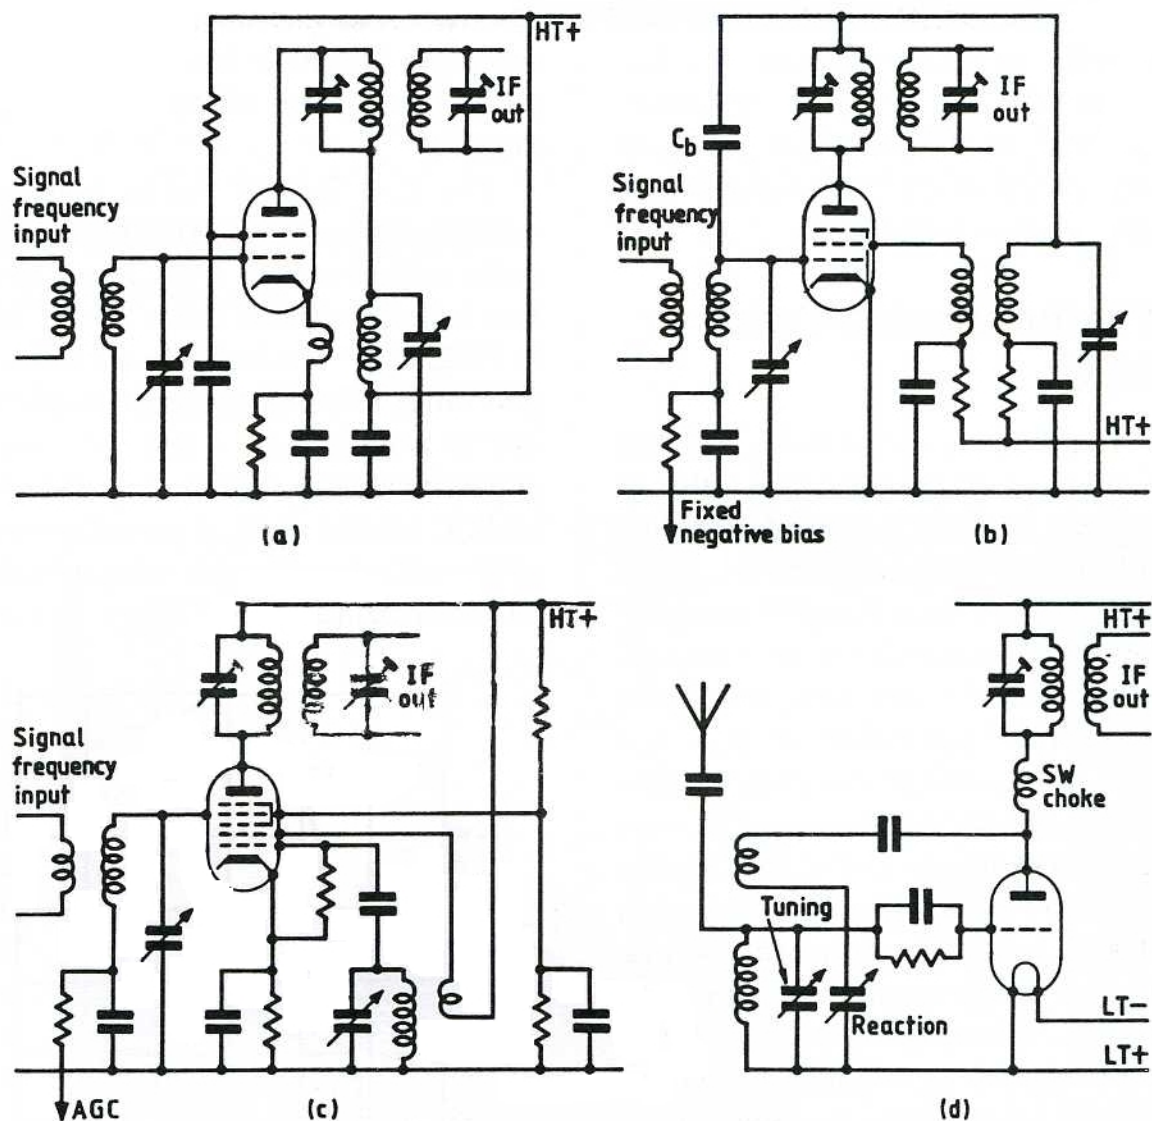 HT+
IF
out
Signal
frequency
input
(a)
HT+
IF
out
Cb
Signal
frequency
input
HT+
Fixed
negative bias
(b)
HT+
IF
out
Signal
frequency
input
AGC
(c)
HT+
IF
out
SW
choke
Tuning
Reaction
LT-
LT+
(d)